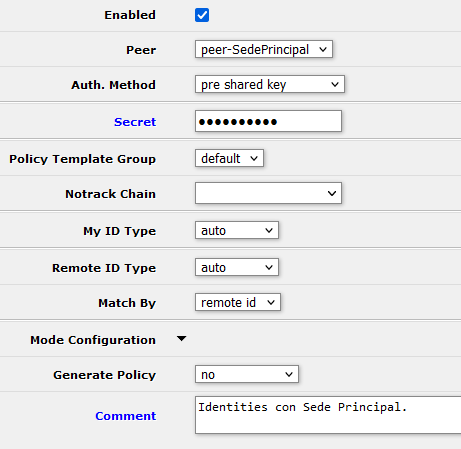 Enabled
Peer peer-SedePrincipal
Auth. Method pre shared key
Secret ●●●●●●●●●●
Policy Template Group default
Notrack Chain
My ID Type auto
Remote ID Type auto
Match By remote id
Mode Configuration
Generate Policy no
Comment Identities con Sede Principal.